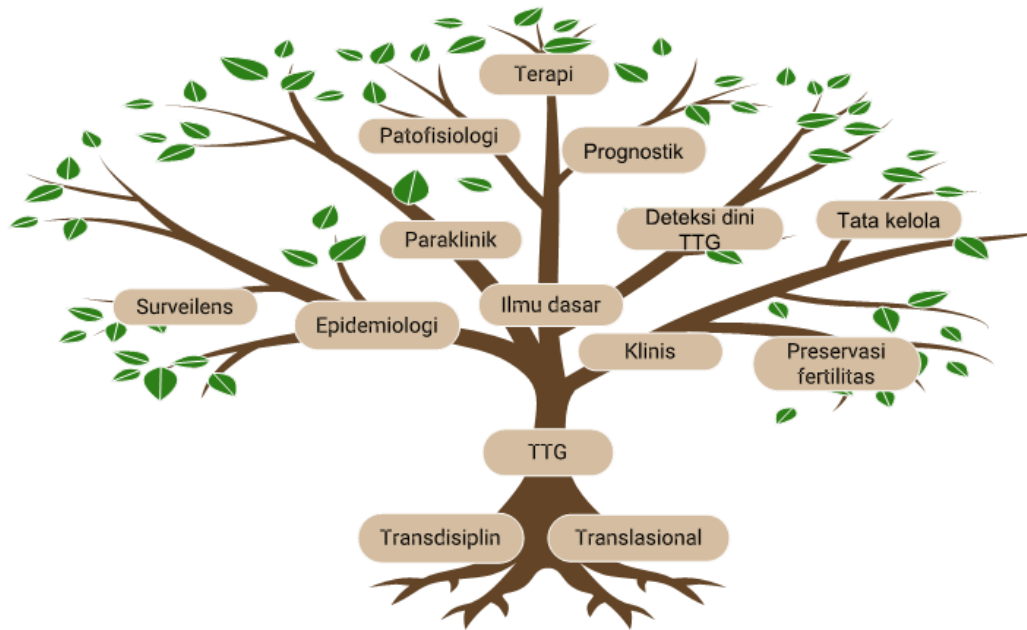 Terapi
Patofisiologi
Prognostik
Paraklinik
Deteksi dini
TTG
Tata kelola
Surveilens
Epidemiologi
Ilmu dasar
Klinis
Preservasi
fertilitas
TTG
Transdisiplin
Translasional